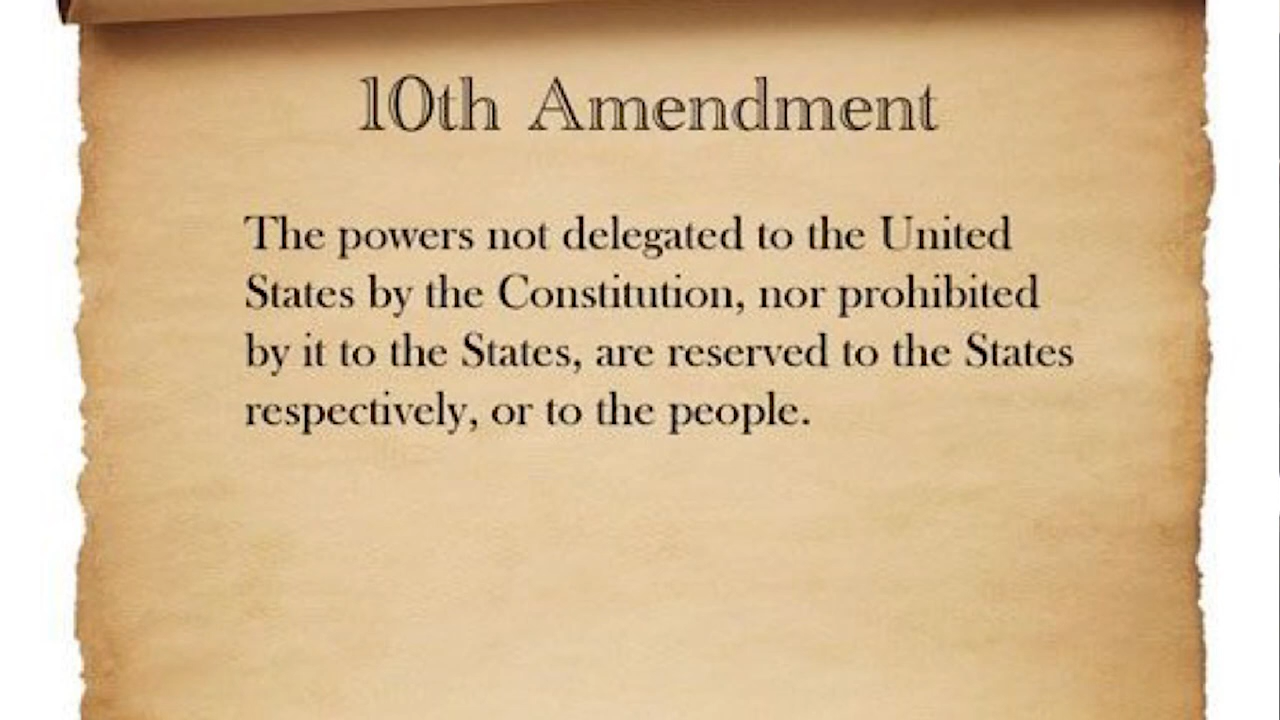 10th Amendment
The powers not delegated to the United
States by the Constitution, nor prohibited
by it to the States, are reserved to the States
respectively, or to the people.